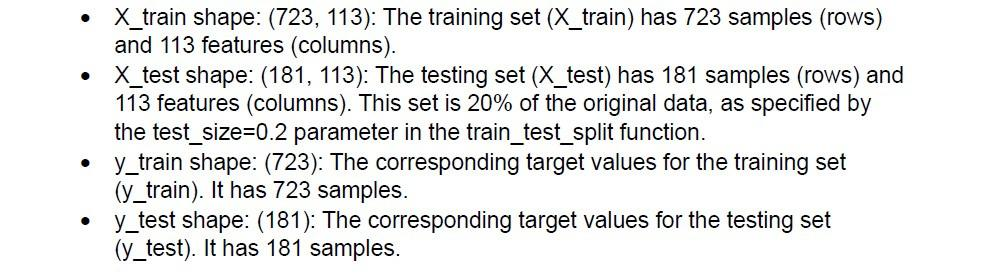 • X_train shape: (723, 113): The training set (X_train) has 723 samples (rows)
and 113 features (columns).
• X_test shape: (181, 113): The testing set (X_test) has 181 samples (rows) and
113 features (columns). This set is 20% of the original data, as specified by
the test_size=0.2 parameter in the train_test_split function.
• y_train shape: (723): The corresponding target values for the training set
(y_train). It has 723 samples.
• y_test shape: (181): The corresponding target values for the testing set
(y_test). It has 181 samples.